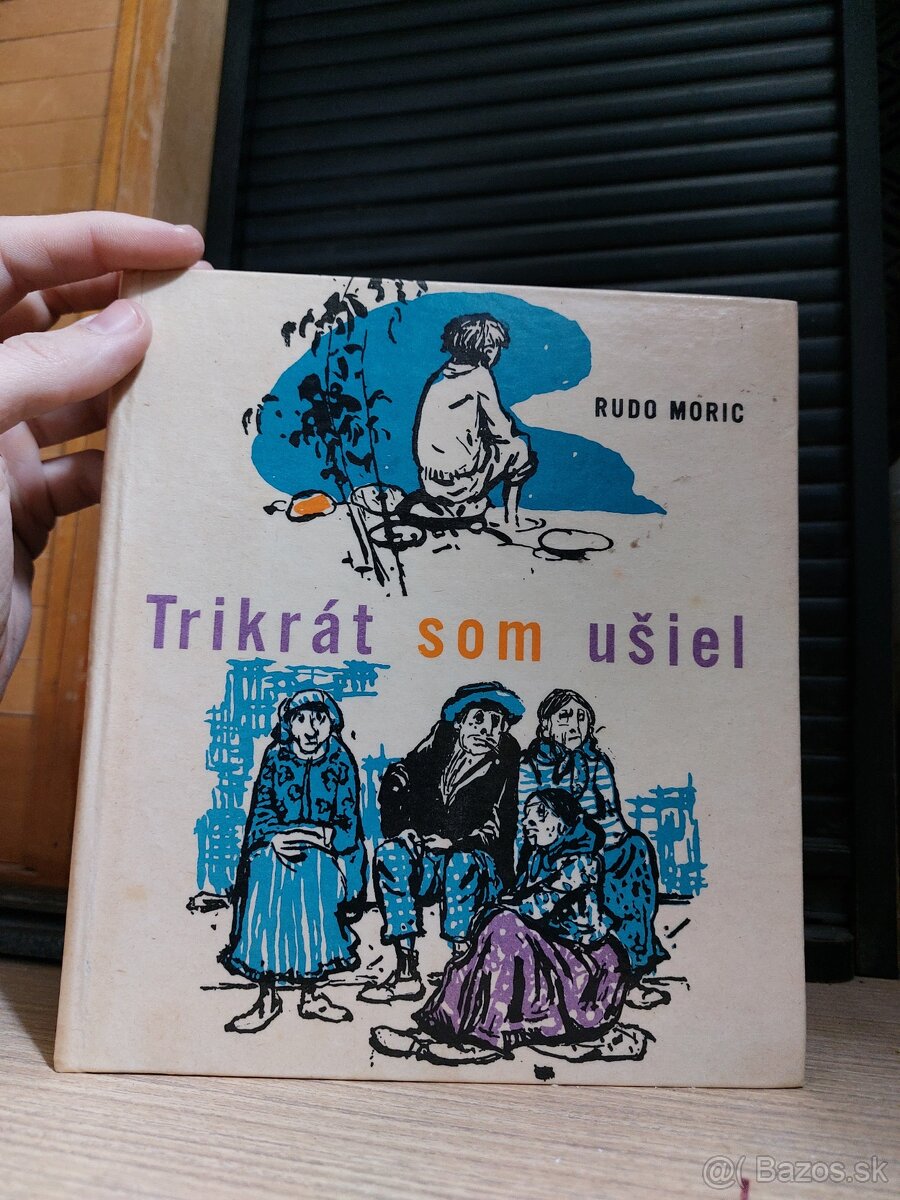 RUDO MORIC
Trikrát som ušiel
@( Bazos.sk